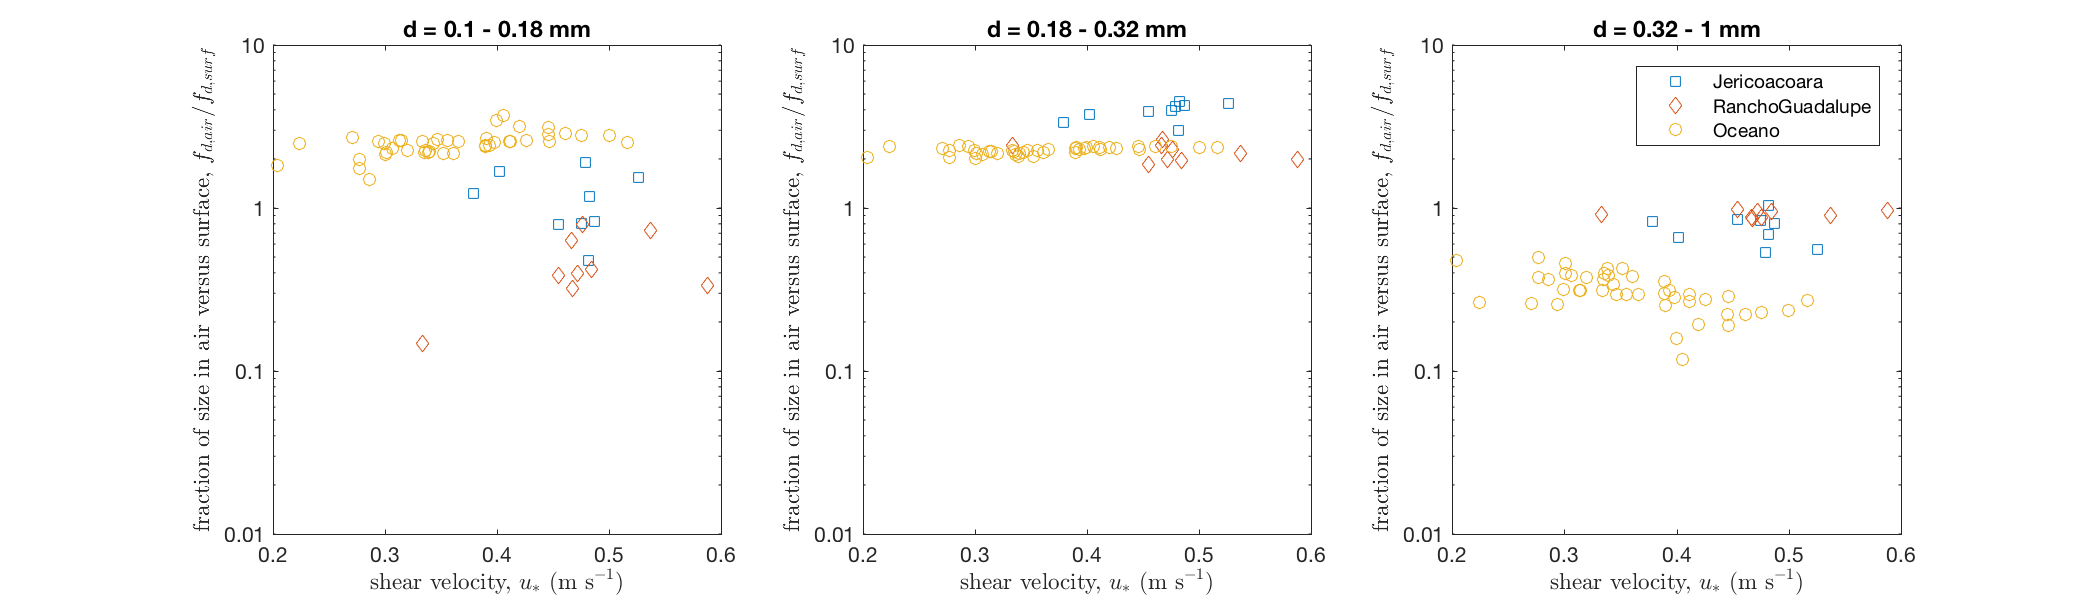 d = 0.1 - 0.18 mm
fraction of size in air versus surface, f_{d,air}/f_{d,surf}
10
1
0.1
0.01
0.2 0.3 0.4 0.5 0.6
shear velocity, u_* (m s^{-1})
d = 0.18 - 0.32 mm
fraction of size in air versus surface, f_{d,air}/f_{d,surf}
10
1
0.1
0.01
0.2 0.3 0.4 0.5 0.6
shear velocity, u_* (m s^{-1})
d = 0.32 - 1 mm
fraction of size in air versus surface, f_{d,air}/f_{d,surf}
10
1
0.1
0.01
Jericoacoara
RanchoGuadalupe
Oceano
0.2 0.3 0.4 0.5 0.6
shear velocity, u_* (m s^{-1})